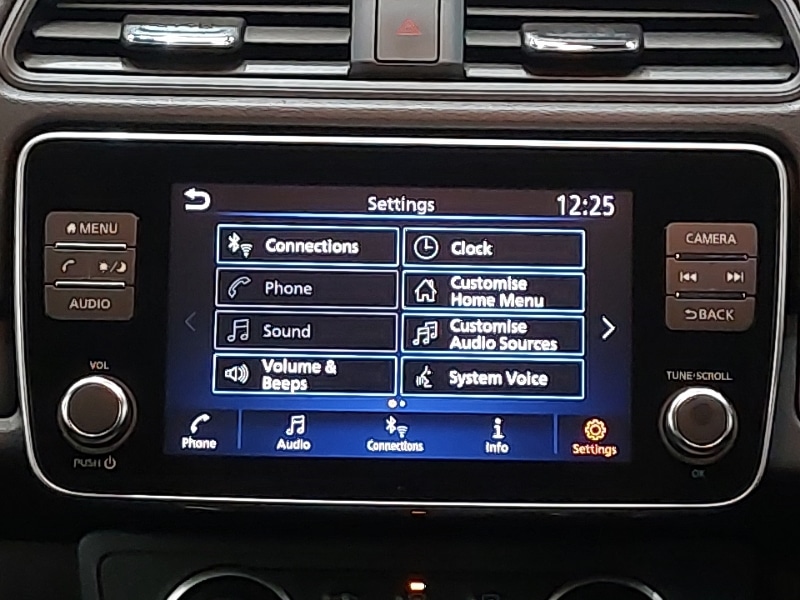 Settings
12:25
MENU
AUDIO
VOL
PUSH
Connections
Clock
Phone
Customise
Home Menu
Sound
Customise
Audio Sources
Volume &
Beeps
System Voice
Phone
Audio
Connections
Info
Settings
CAMERA
BACK
TUNE·SCROLL
OK